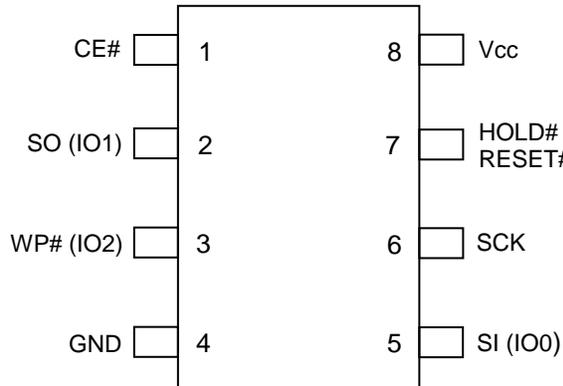 CE# 1 8 Vcc
SO (IO1) 2 7 HOLD#
RESET#
WP# (IO2) 3 6 SCK
GND 4 5 SI (IO0)